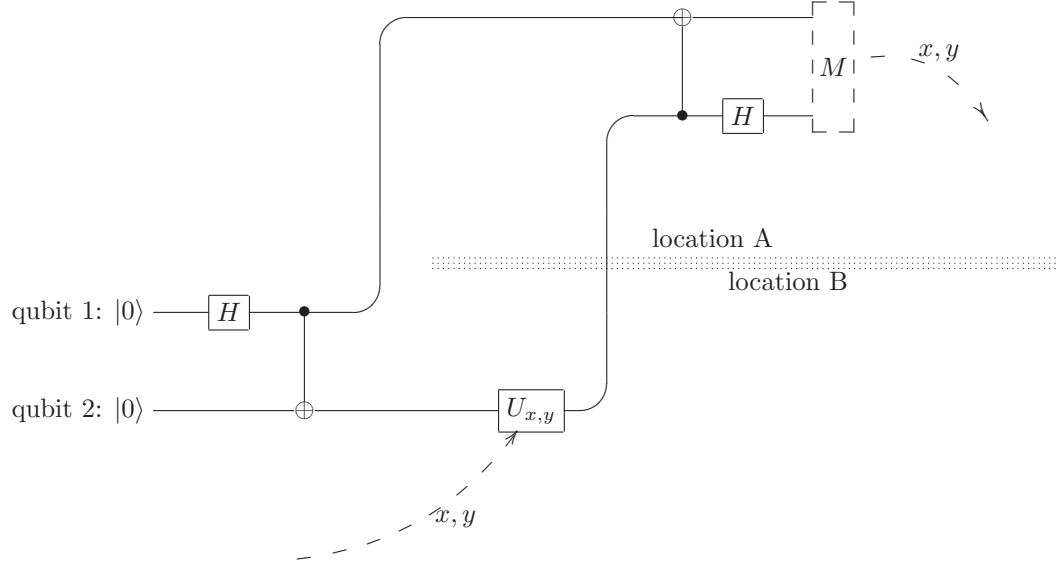 M
x, y
H
location A
location B
qubit 1: |0⟩
H
qubit 2: |0⟩
U_{x,y}
x, y